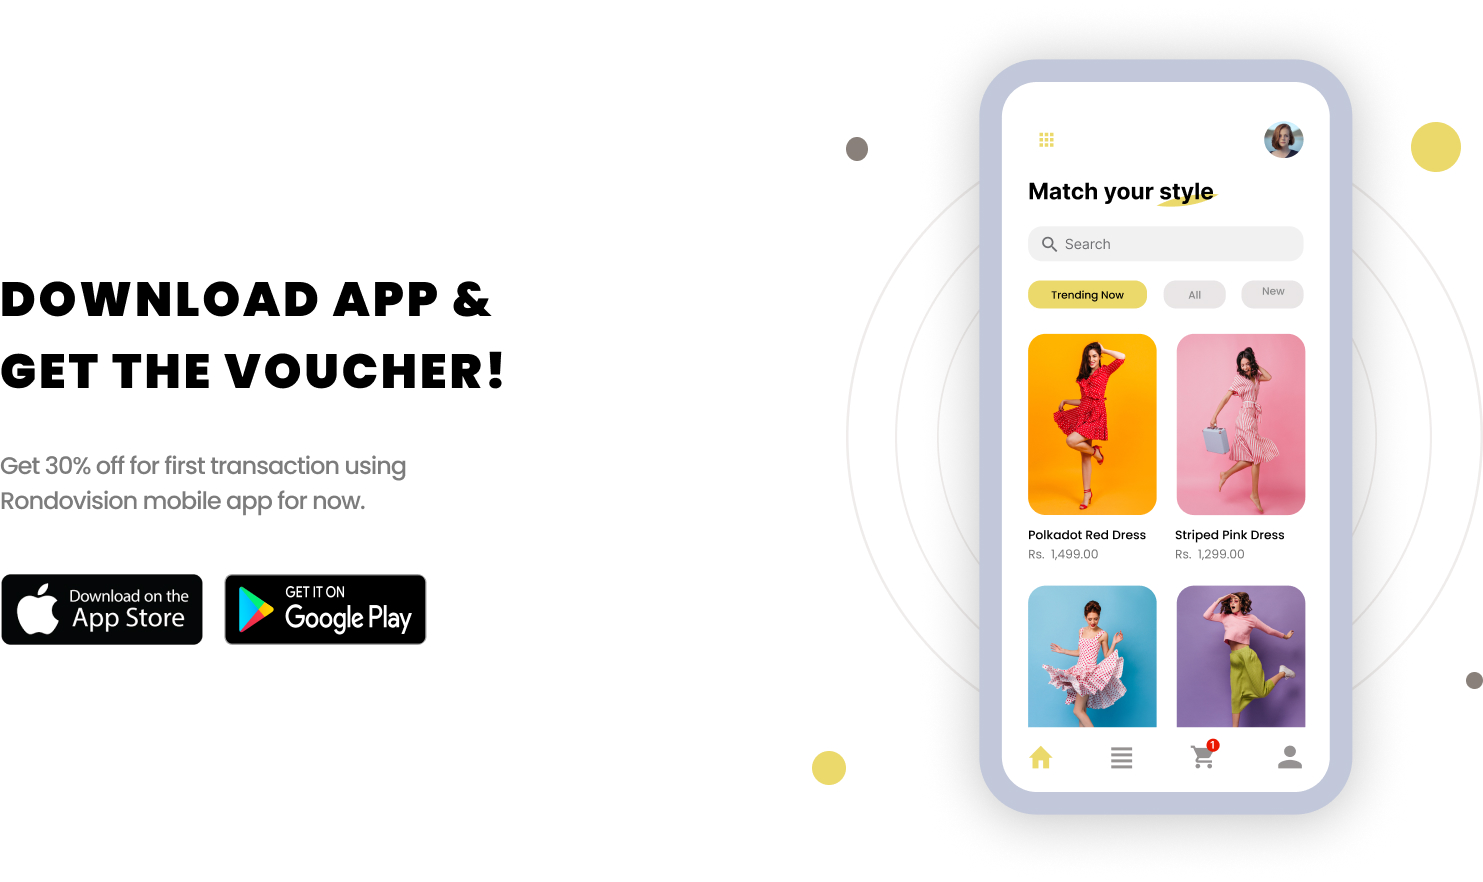 DOWNLOAD APP &
GET THE VOUCHER!
Get 30% off for first transaction using
Rondovision mobile app for now.
Download on the
App Store
GET IT ON
Google Play
Match your style
Search
Trending Now
All
New
Polkadot Red Dress
Rs. 1,499.00
Striped Pink Dress
Rs. 1,299.00
1